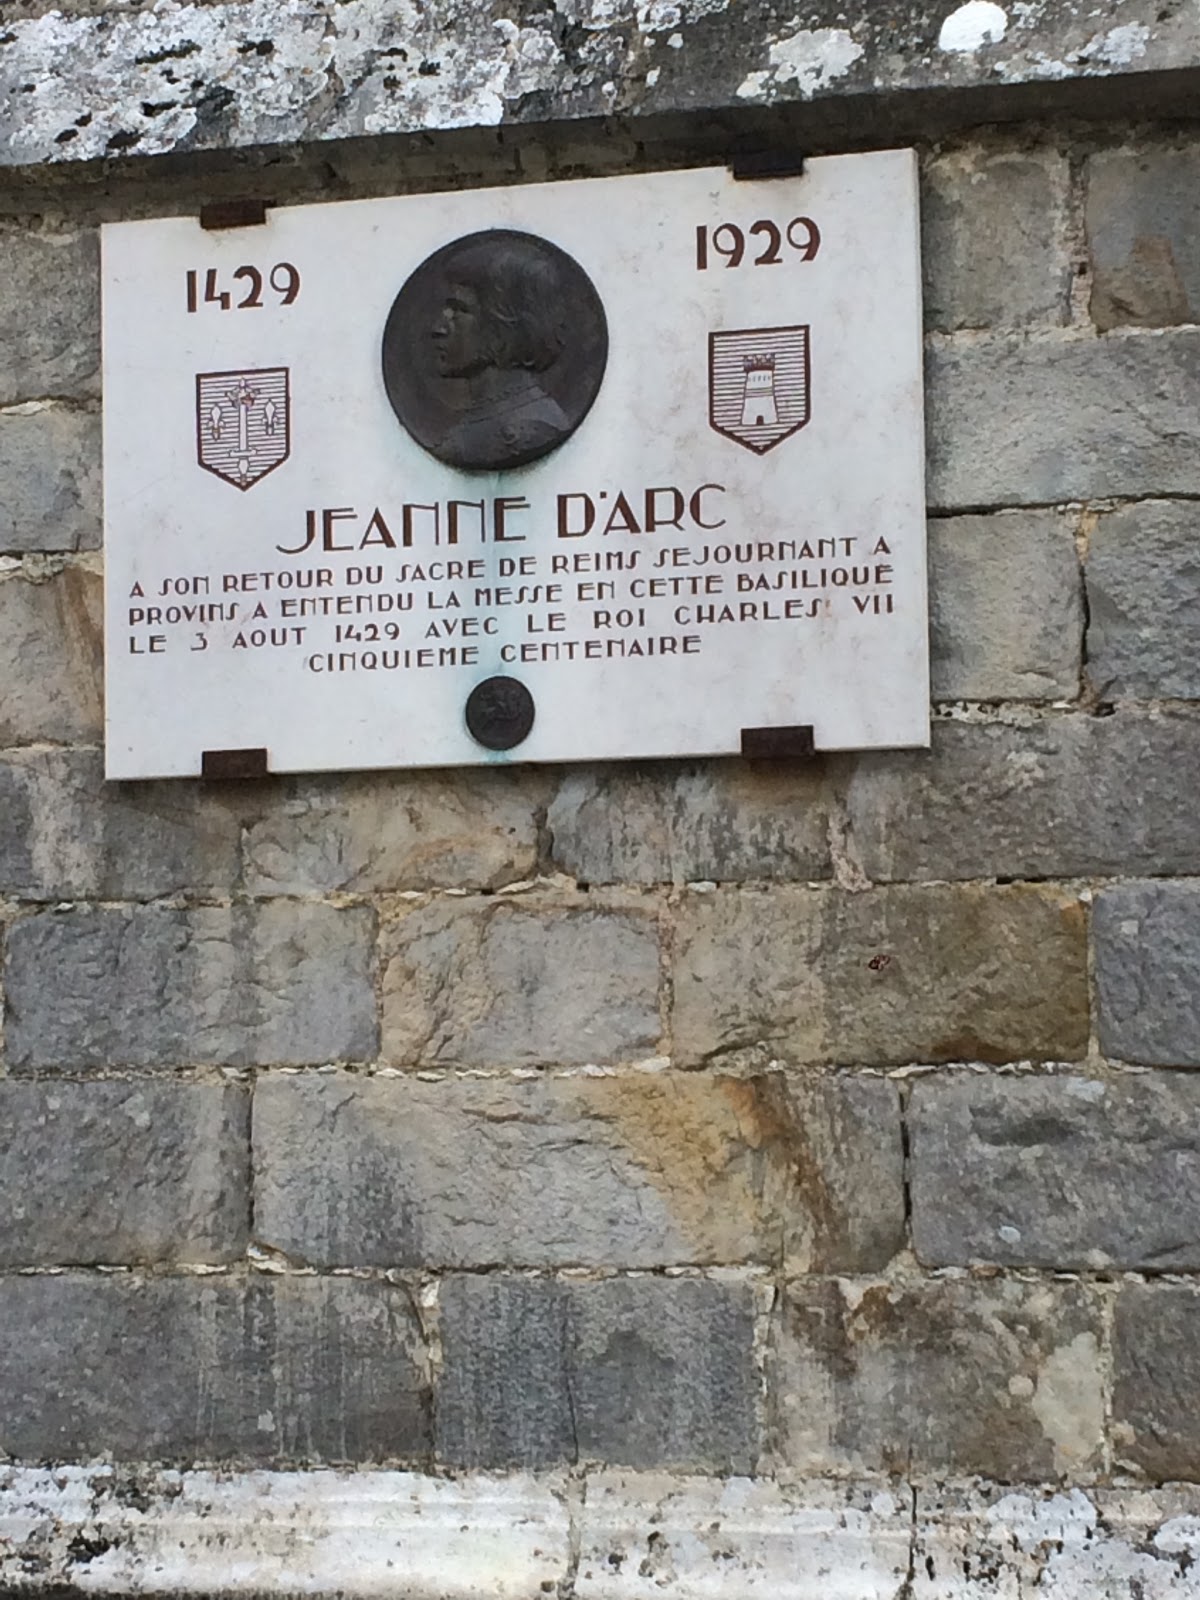 1429 1929
JEANNE D'ARC
A SON RETOUR DU SACRE DE REIMS SEJOURNANT A
PROVINS A ENTENDU LA MESSE EN CETTE BASILIQUE
LE 3 AOUT 1429 AVEC LE ROI CHARLES VII
CINQUIEME CENTENAIRE